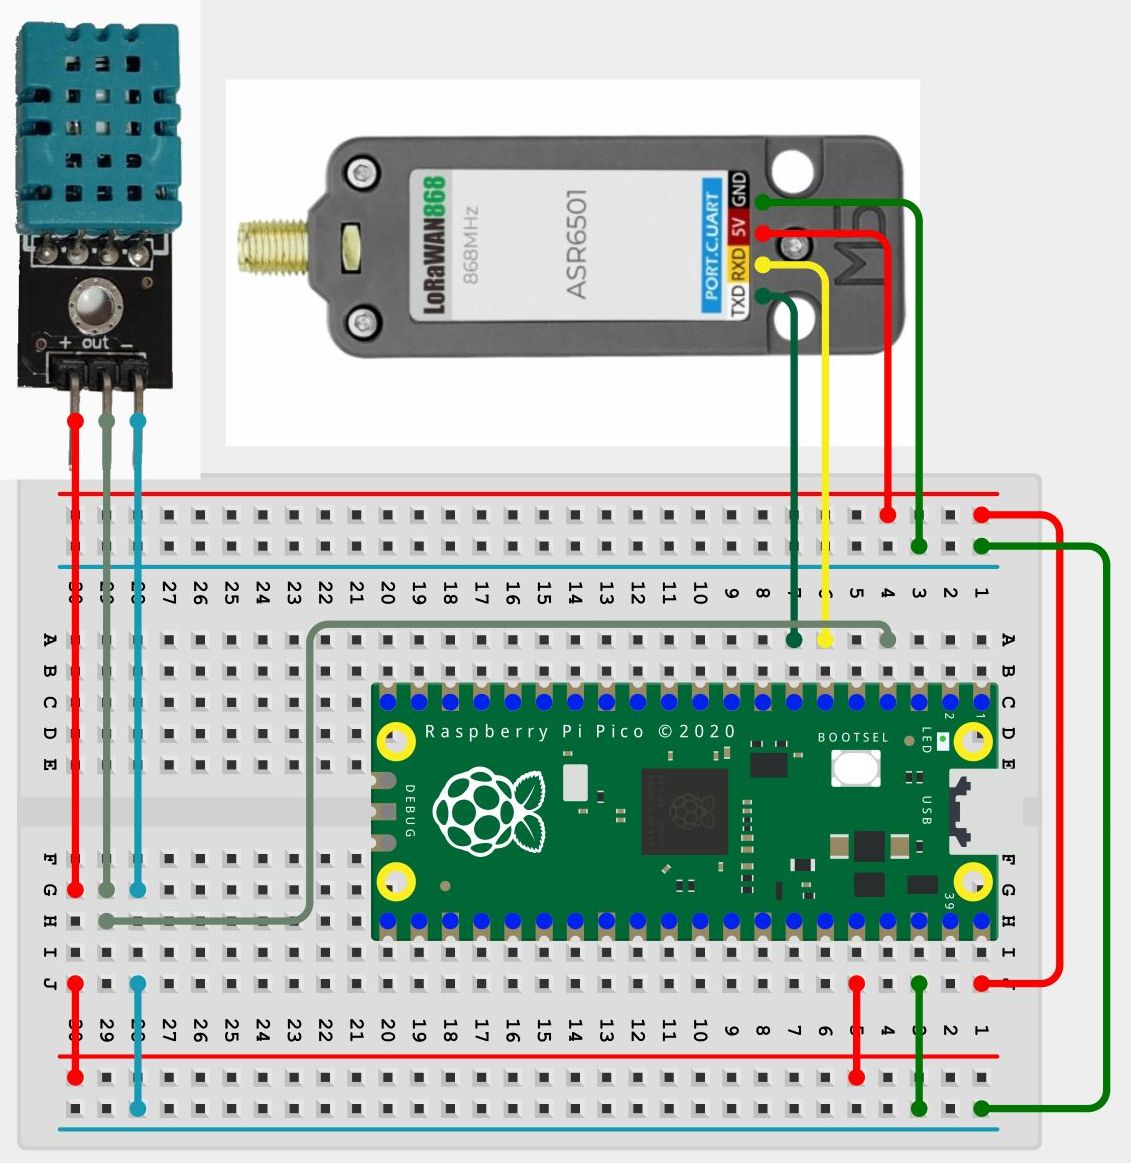 + out -
LoRaWAN868
868MHz
ASR6501
PORT.C.UART
TXD RXD 5V GND
M5
30 29 28 27 26 25 24 23 22 21 20 19 18 17 16 15 14 13 12 11 10 9 8 7 6 5 4 3 2 1
A A
B B
C C
D D
E E
Raspberry Pi Pico ©2020
BOOTSEL
LED
2 1
DEBUG
USB
39
F F
G G
H H
I I
J J
30 29 28 27 26 25 24 23 22 21 20 19 18 17 16 15 14 13 12 11 10 9 8 7 6 5 4 3 2 1